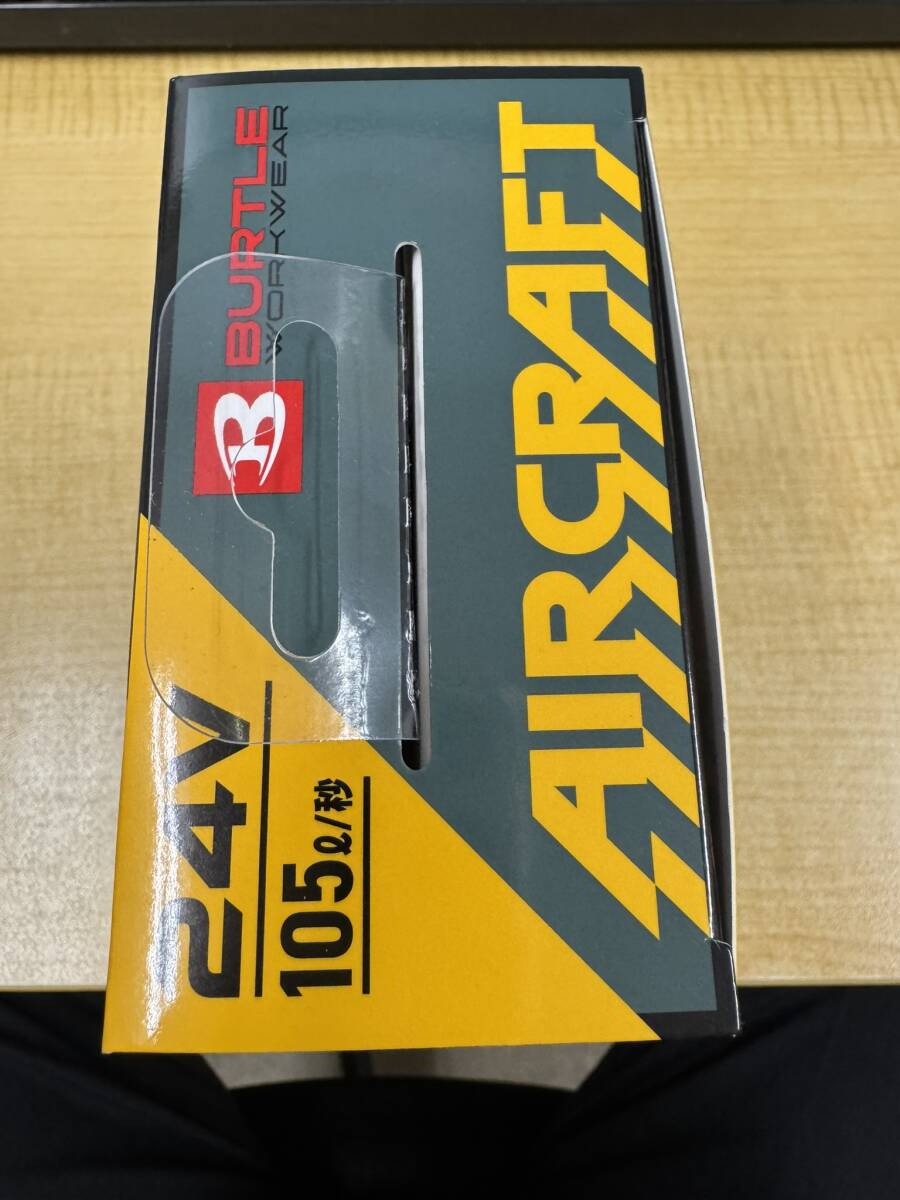 BURTLE
WORKWEAR
24V
105ℓ/秒
AIRCRAFT